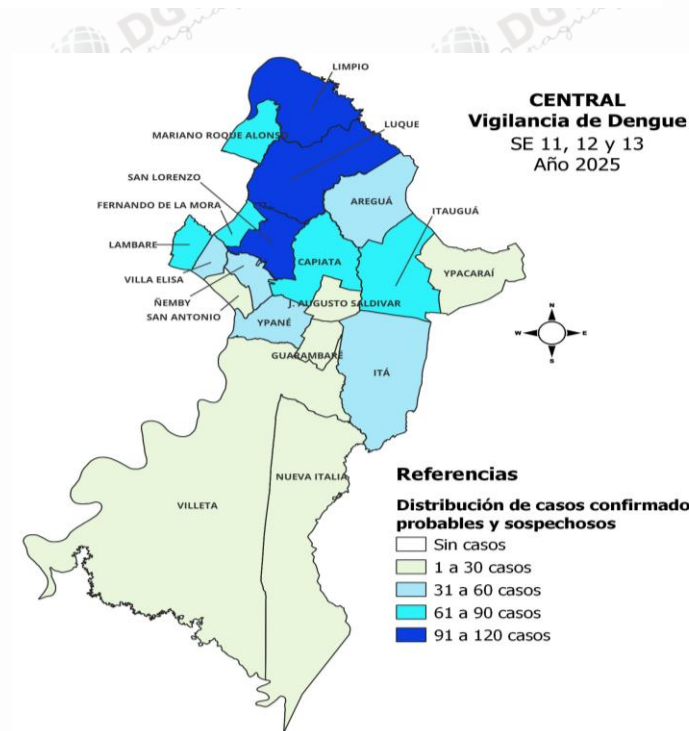 DG
DG
CENTRAL
Vigilancia de Dengue
SE 11, 12 y 13
Año 2025
LIMPIO
LUQUE
MARIANO ROQUE ALONSO
SAN LORENZO
FERNANDO DE LA MORA
AREGUÁ
ITAUGUÁ
LAMBARE
CAPIATA
YPACARAÍ
VILLA ELISA
ÑEMBY
J. AUGUSTO SALDIVAR
SAN ANTONIO
YPANÉ
GUARAMBARÉ
ITÁ
N
W
E
S
NUEVA ITALIA
VILLETA
Referencias
Distribución de casos confirmado
probables y sospechosos
Sin casos
1 a 30 casos
31 a 60 casos
61 a 90 casos
91 a 120 casos